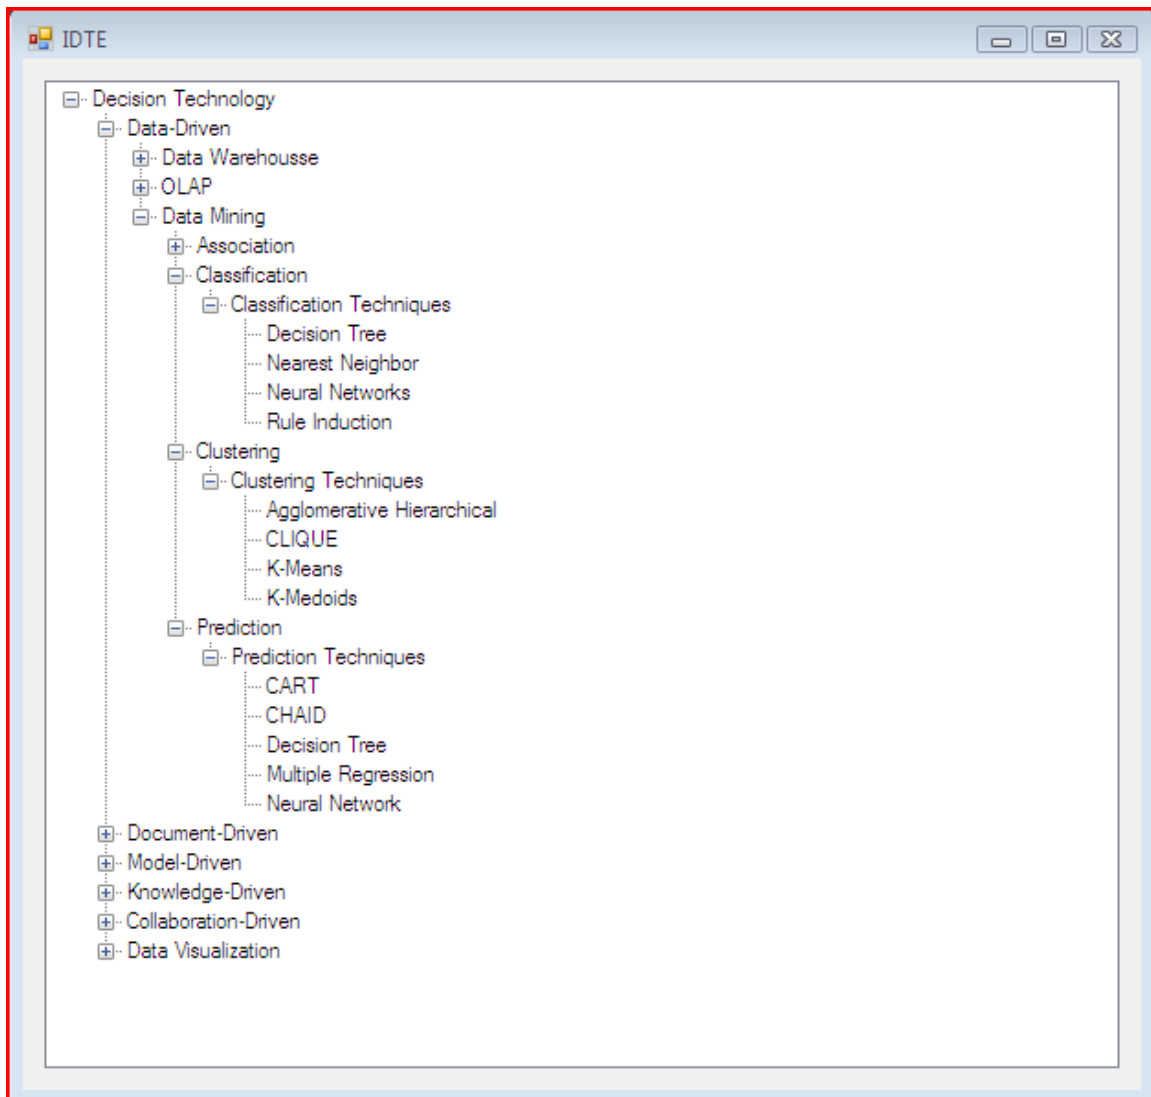 IDTE
Decision Technology
Data-Driven
Data Warehousse
OLAP
Data Mining
Association
Classification
Classification Techniques
Decision Tree
Nearest Neighbor
Neural Networks
Rule Induction
Clustering
Clustering Techniques
Agglomerative Hierarchical
CLIQUE
K-Means
K-Medoids
Prediction
Prediction Techniques
CART
CHAID
Decision Tree
Multiple Regression
Neural Network
Document-Driven
Model-Driven
Knowledge-Driven
Collaboration-Driven
Data Visualization